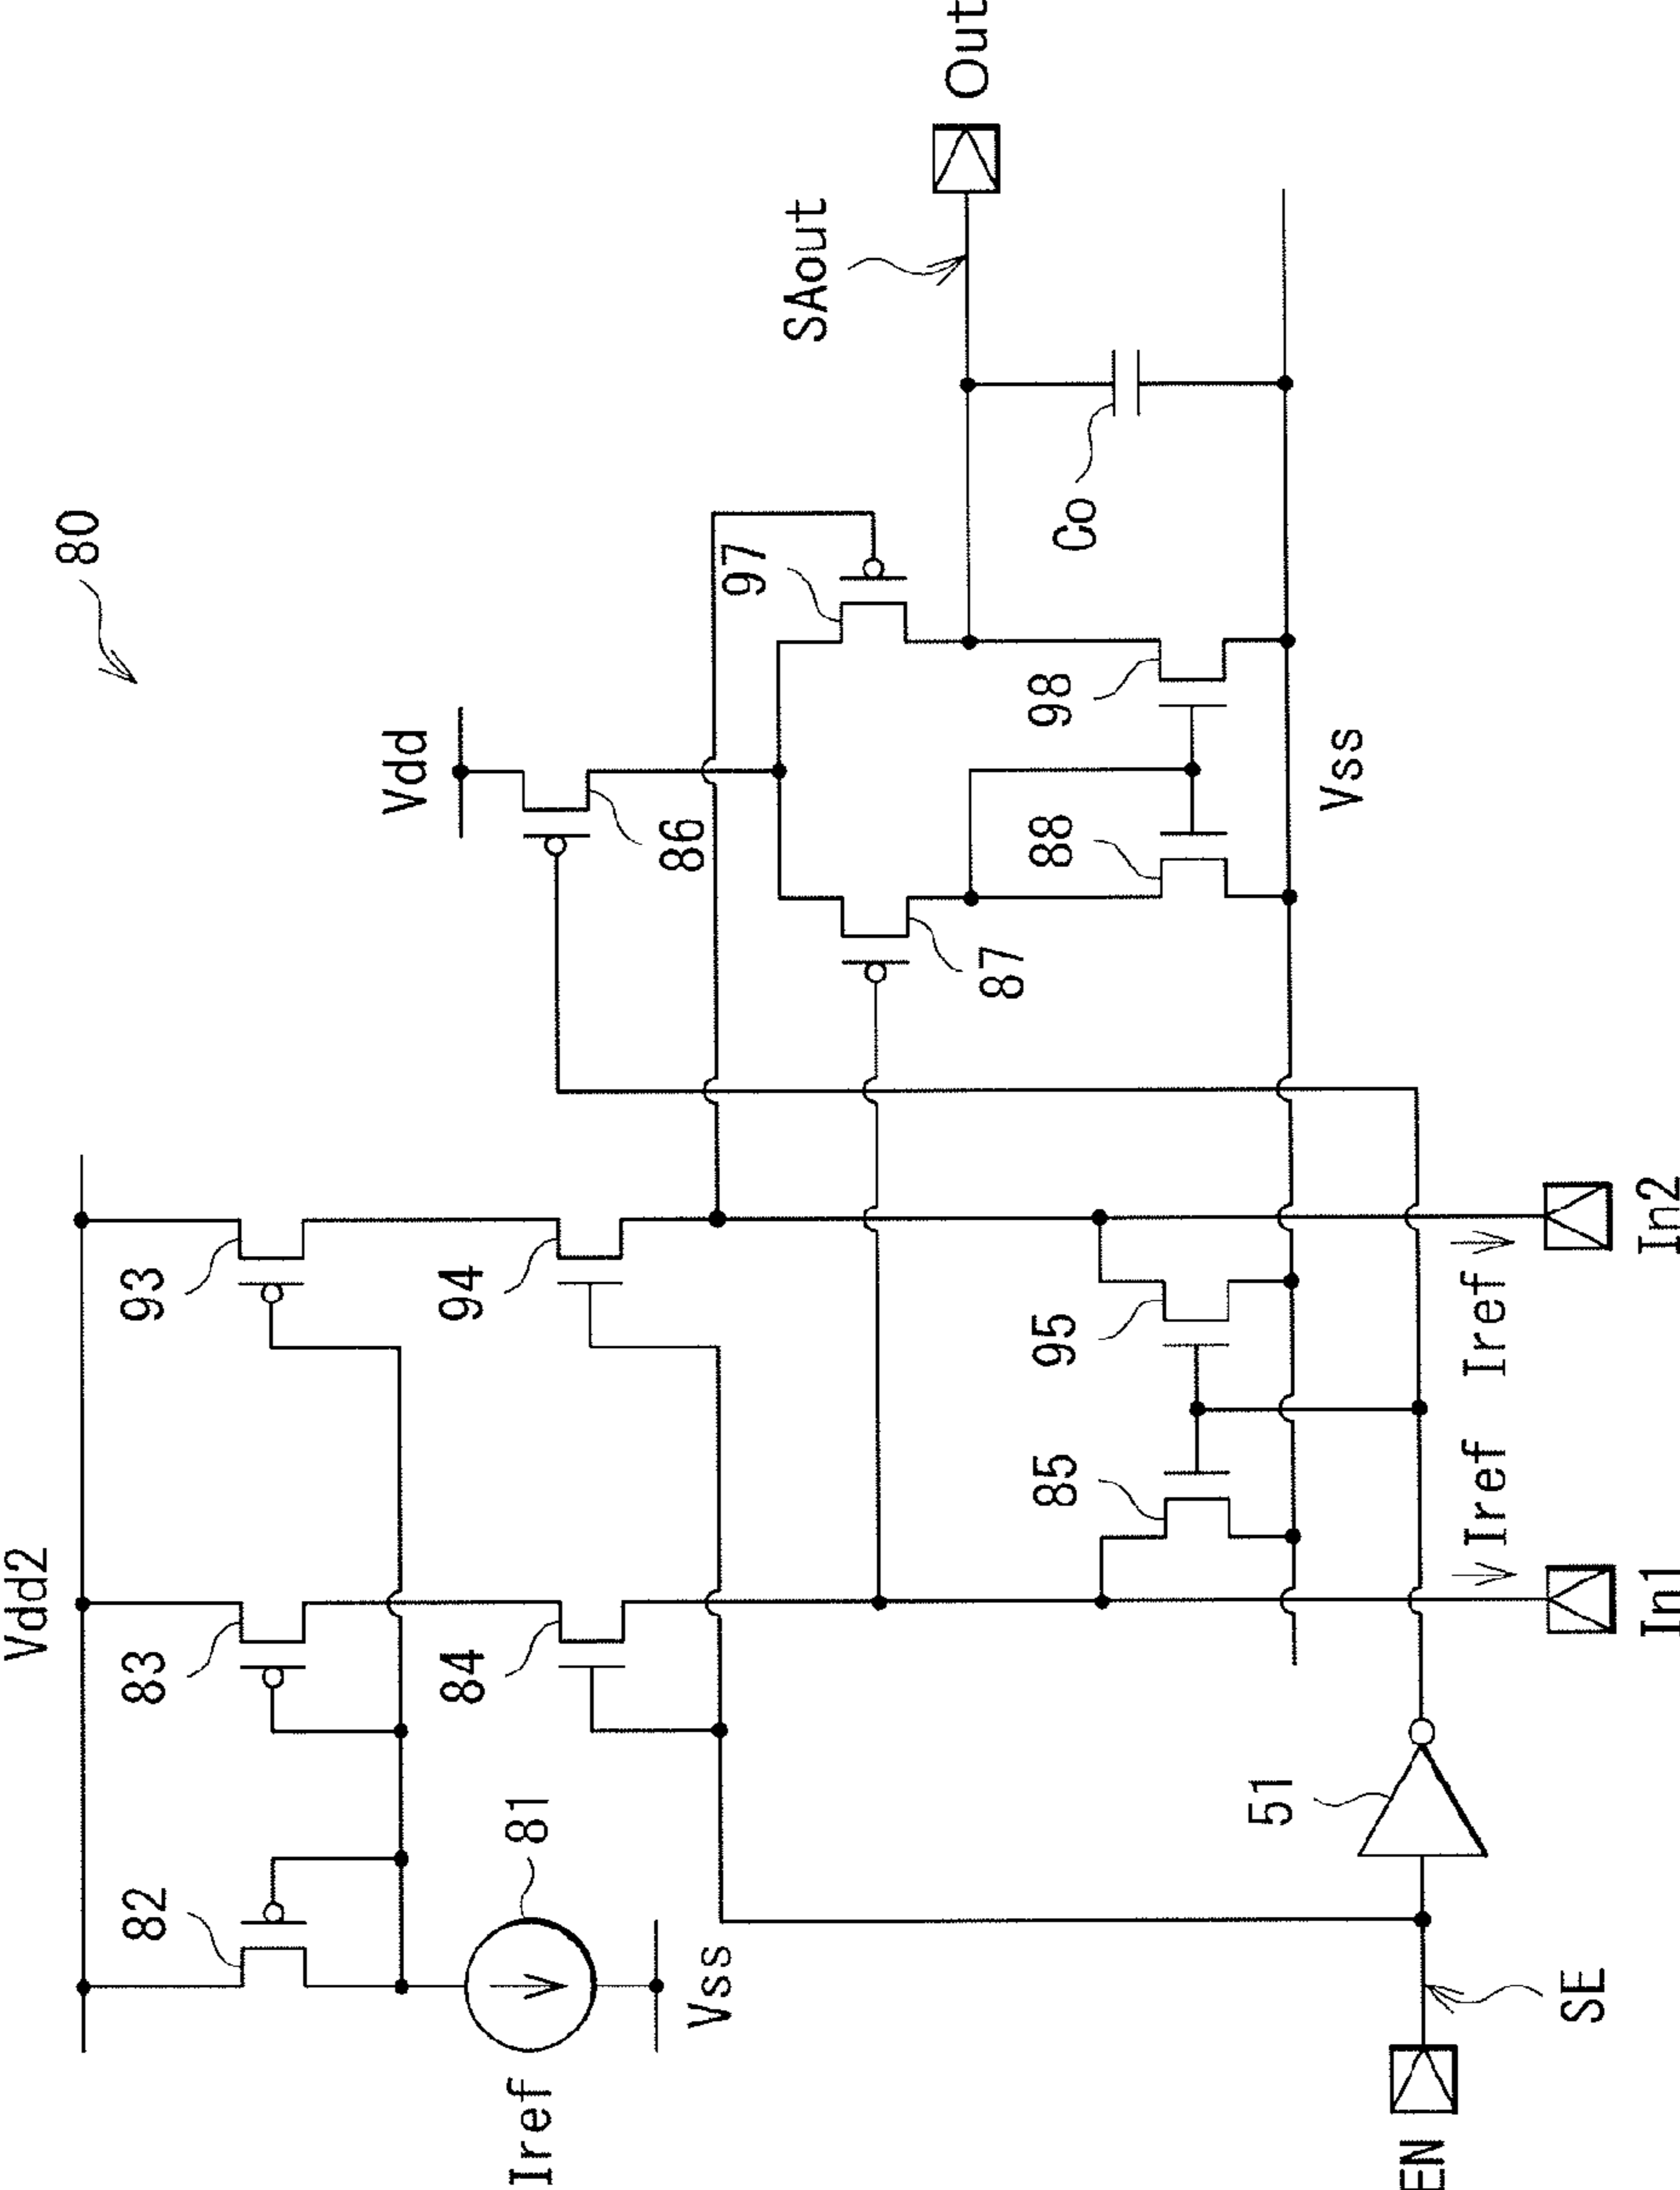 80
Vdd2
Vdd
82
83
93
81
Iref
Vss
84
94
86
97
SAout
Out
87
88
98
Co
85
95
Vss
51
EN
SE
Iref
Iref
In1
In2